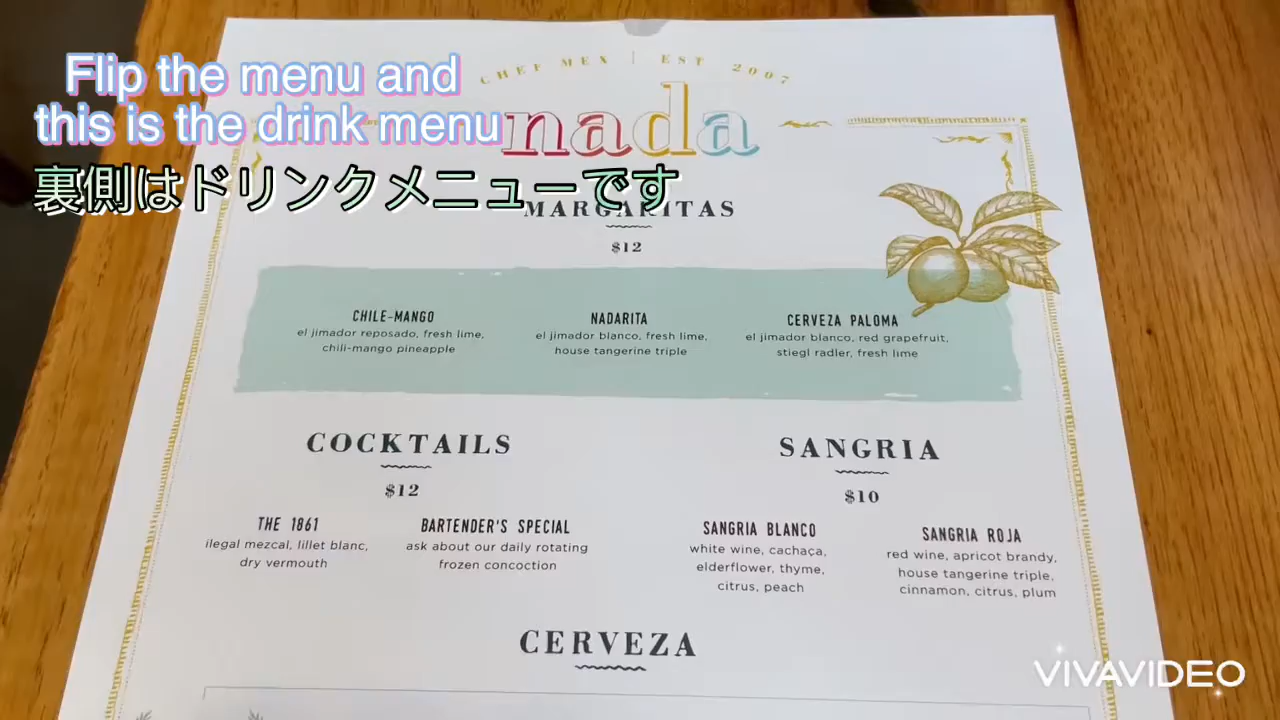 Flip the menu and
this is the drink menu
裏側はドリンクメニューです
CHEF MEX | EST 2007
nada
MARGARITAS
$12
CHILE-MANGO
el jimador reposado, fresh lime,
chili-mango pineapple
NADARITA
el jimador blanco, fresh lime,
house tangerine triple
CERVEZA PALOMA
el jimador blanco, red grapefruit,
stiegl radler, fresh lime
COCKTAILS
$12
THE 1861
ilegal mezcal, lillet blanc,
dry vermouth
BARTENDER'S SPECIAL
ask about our daily rotating
frozen concoction
SANGRIA
$10
SANGRIA BLANCO
white wine, cachaça,
elderflower, thyme,
citrus, peach
SANGRIA ROJA
red wine, apricot brandy,
house tangerine triple,
cinnamon, citrus, plum
CERVEZA
VIVAVIDEO